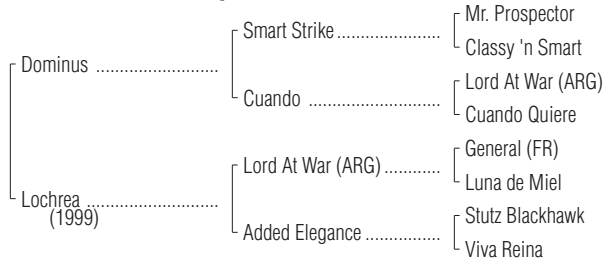 Mr. Prospector
Smart Strike ..................
Classy 'n Smart
Dominus .........................
Lord At War (ARG)
Cuando ...........................
Cuando Quiere
General (FR)
Lord At War (ARG) ............
Luna de Miel
Lochrea ...........................
(1999)
Stutz Blackhawk
Added Elegance ................
Viva Reina